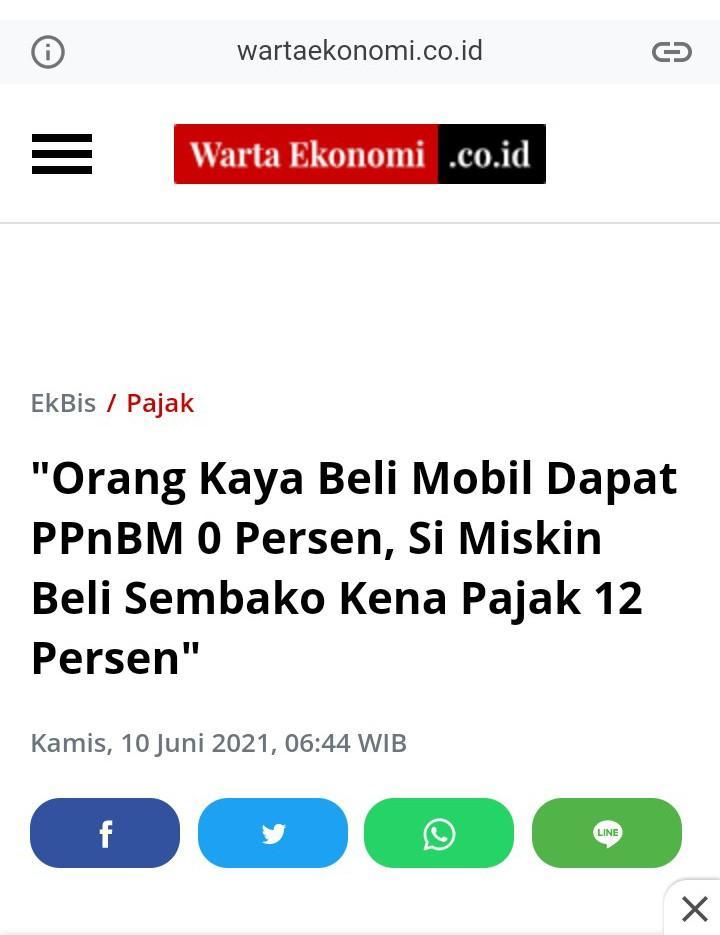 wartaekonomi.co.id
Warta Ekonomi .co.id
EkBis / Pajak
"Orang Kaya Beli Mobil Dapat
PPnBM 0 Persen, Si Miskin
Beli Sembako Kena Pajak 12
Persen"
Kamis, 10 Juni 2021, 06:44 WIB
LINE